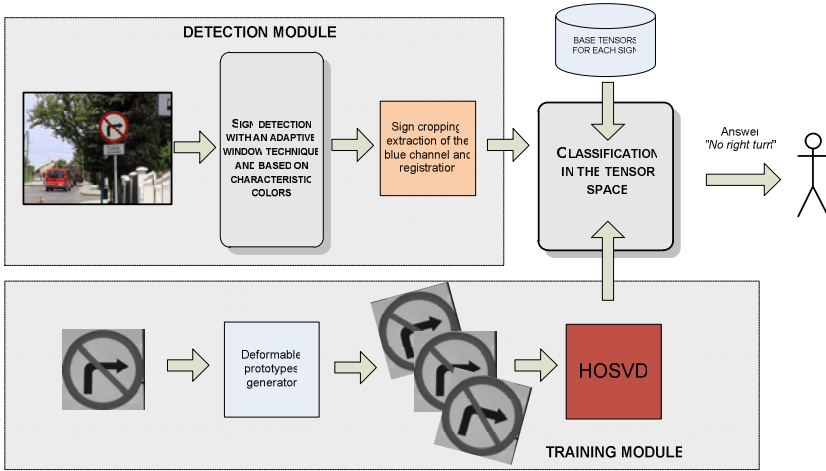 DETECTION MODULE
SIGN DETECTION
WITH AN ADAPTIVE
WINDOW TECHNIQUE
AND BASED ON
CHARACTERISTIC
COLORS
Sign cropping
extraction of the
blue channel and
registration
BASE TENSORS
FOR EACH SIGN
CLASSIFICATION
IN THE TENSOR
SPACE
Answer
"No right turn"
Deformable
prototypes
generator
HOSVD
TRAINING MODULE